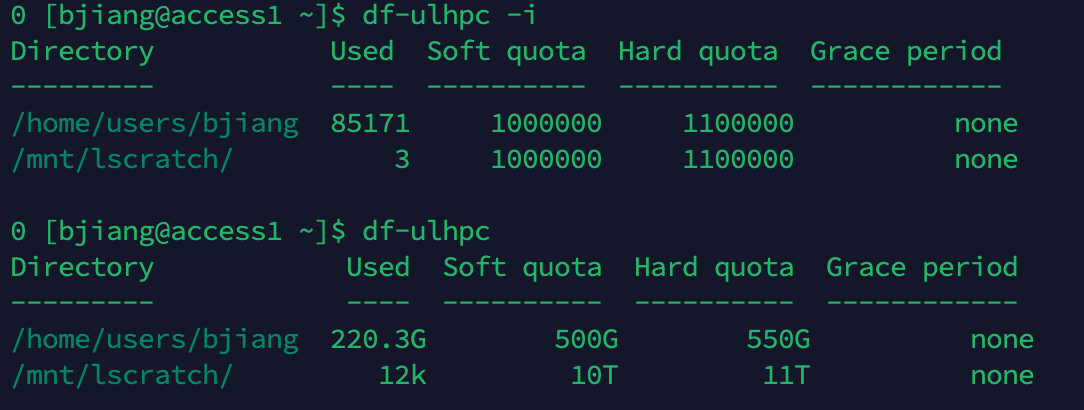 0 [bjiang@access1 ~]$ df-ulhpc -i
Directory Used Soft quota Hard quota Grace period
--------- ---- ---------- ---------- ------------
/home/users/bjiang 85171 1000000 1100000 none
/mnt/lscratch/ 3 1000000 1100000 none
0 [bjiang@access1 ~]$ df-ulhpc
Directory Used Soft quota Hard quota Grace period
--------- ---- ---------- ---------- ------------
/home/users/bjiang 220.3G 500G 550G none
/mnt/lscratch/ 12k 10T 11T none